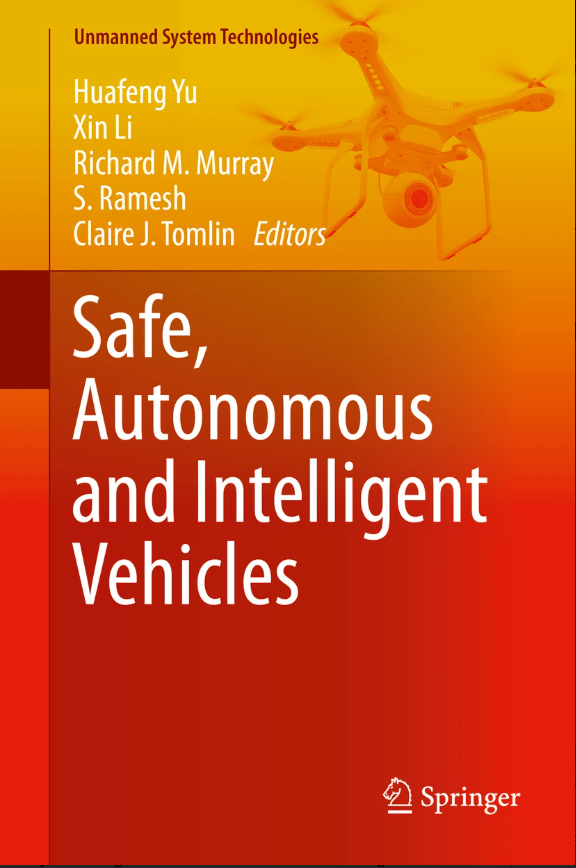 Unmanned System Technologies
Huafeng Yu
Xin Li
Richard M. Murray
S. Ramesh
Claire J. Tomlin Editors
Safe,
Autonomous
and Intelligent
Vehicles
Springer